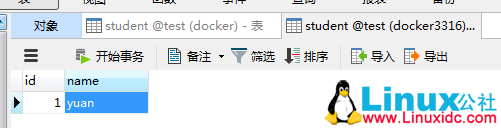 对象 student @test (docker) - 表 student @test (docker3316)...
开始事务 备注 筛选 排序 导入 导出
id name
1 yuan
Linux公社
www.Linuxidc.com